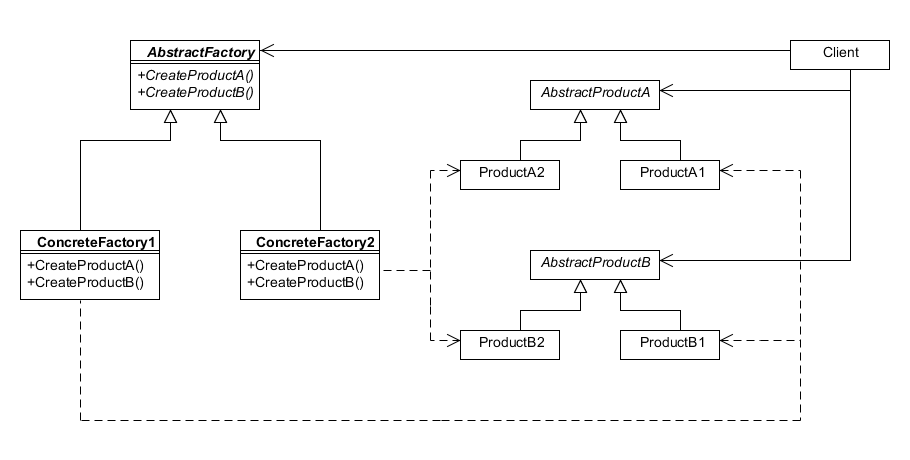 AbstractFactory
+CreateProductA()
+CreateProductB()
Client
AbstractProductA
ProductA2
ProductA1
ConcreteFactory1
+CreateProductA()
+CreateProductB()
ConcreteFactory2
+CreateProductA()
+CreateProductB()
AbstractProductB
ProductB2
ProductB1